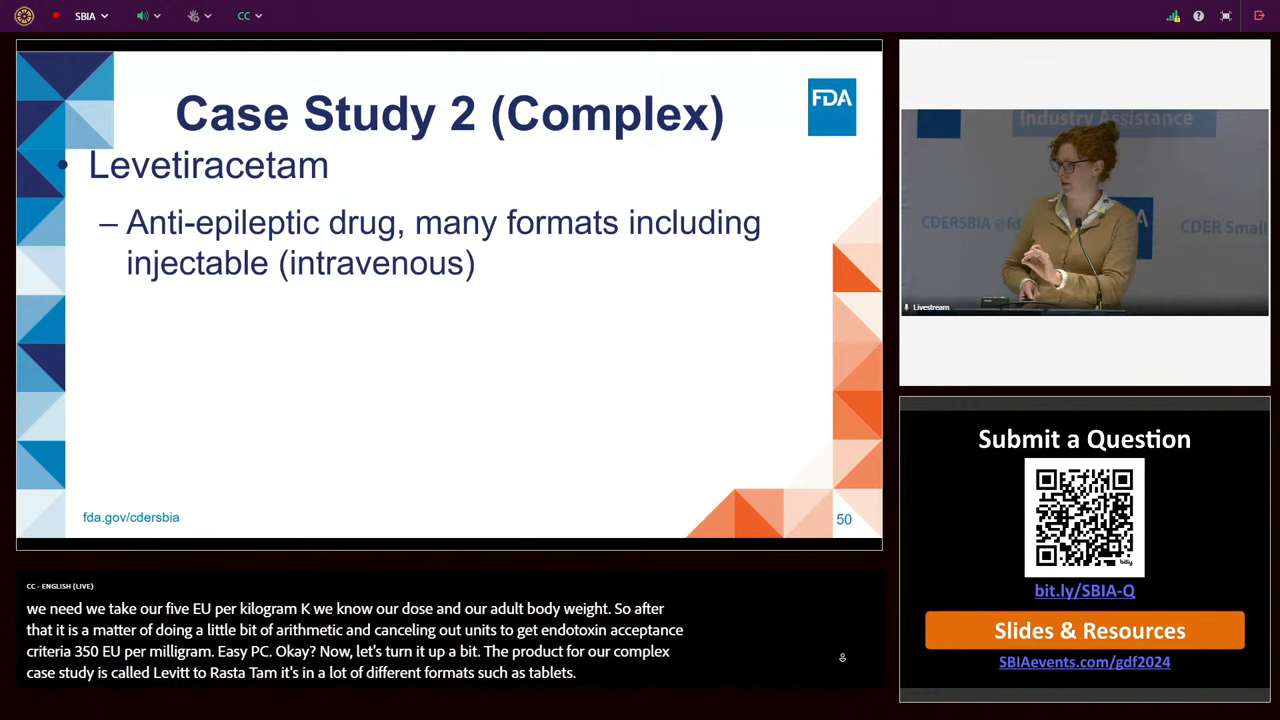 SBIA
CC
Case Study 2 (Complex)
FDA
• Levetiracetam
– Anti-epileptic drug, many formats including
injectable (intravenous)
fda.gov/cdersbia
50
Industry Assistance
CDERSBIA @fd
CDER Small
Livestream
Submit a Question
bitly
bit.ly/SBIA-Q
Slides & Resources
SBIAevents.com/gdf2024
CC - ENGLISH (LIVE)
we need we take our five EU per kilogram K we know our dose and our adult body weight. So after
that it is a matter of doing a little bit of arithmetic and canceling out units to get endotoxin acceptance
criteria 350 EU per milligram. Easy PC. Okay? Now, let's turn it up a bit. The product for our complex
case study is called Levitt to Rasta Tam it's in a lot of different formats such as tablets.